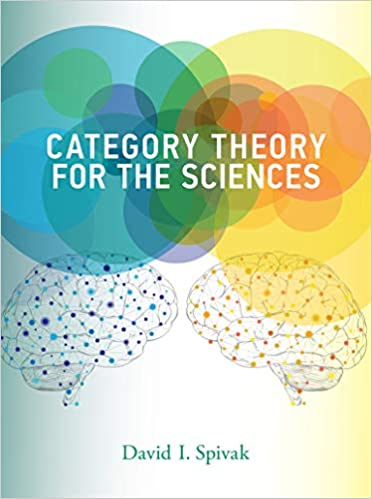 CATEGORY THEORY
FOR THE SCIENCES
David I. Spivak